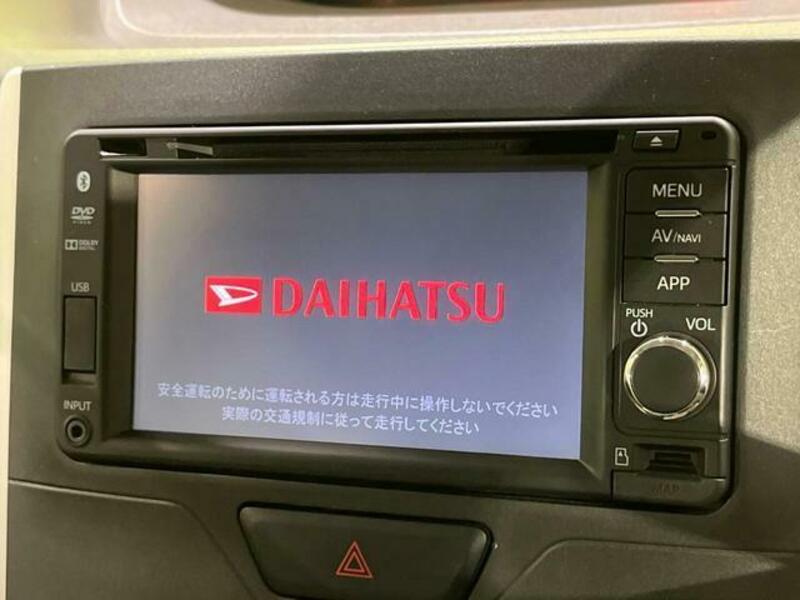 MENU
AV/NAVI
APP
PUSH
VOL
DVD
VIDEO
DOLBY
DIGITAL
USB
INPUT
DAIHATSU
安全運転のために運転される方は走行中に操作しないでください
実際の交通規制に従って走行してください
MAP